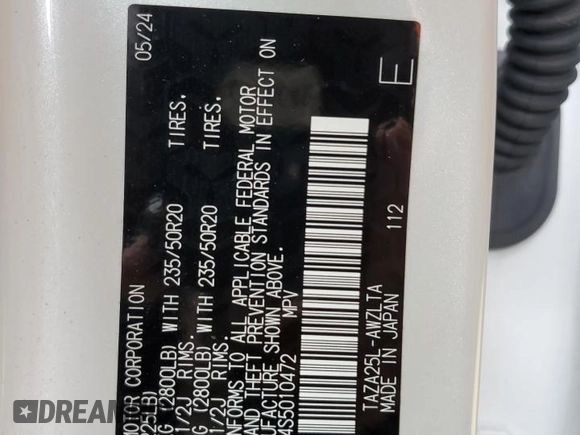 MOTOR CORPORATION 05/24
225LB)
G (2800LB) WITH 235/50R20 TIRES,
1/2J RIMS.
G (2800LB) WITH 235/50R20 TIRES,
1/2J RIMS.
NFORMS TO ALL APPLICABLE FEDERAL MOTOR
AND THEFT PREVENTION STANDARDS IN EFFECT ON
UFACTURE SHOWN ABOVE.
4S5010472 MPV
TAZA25L-AWZLTA
MADE IN JAPAN 112
E
DREAMERDREAM